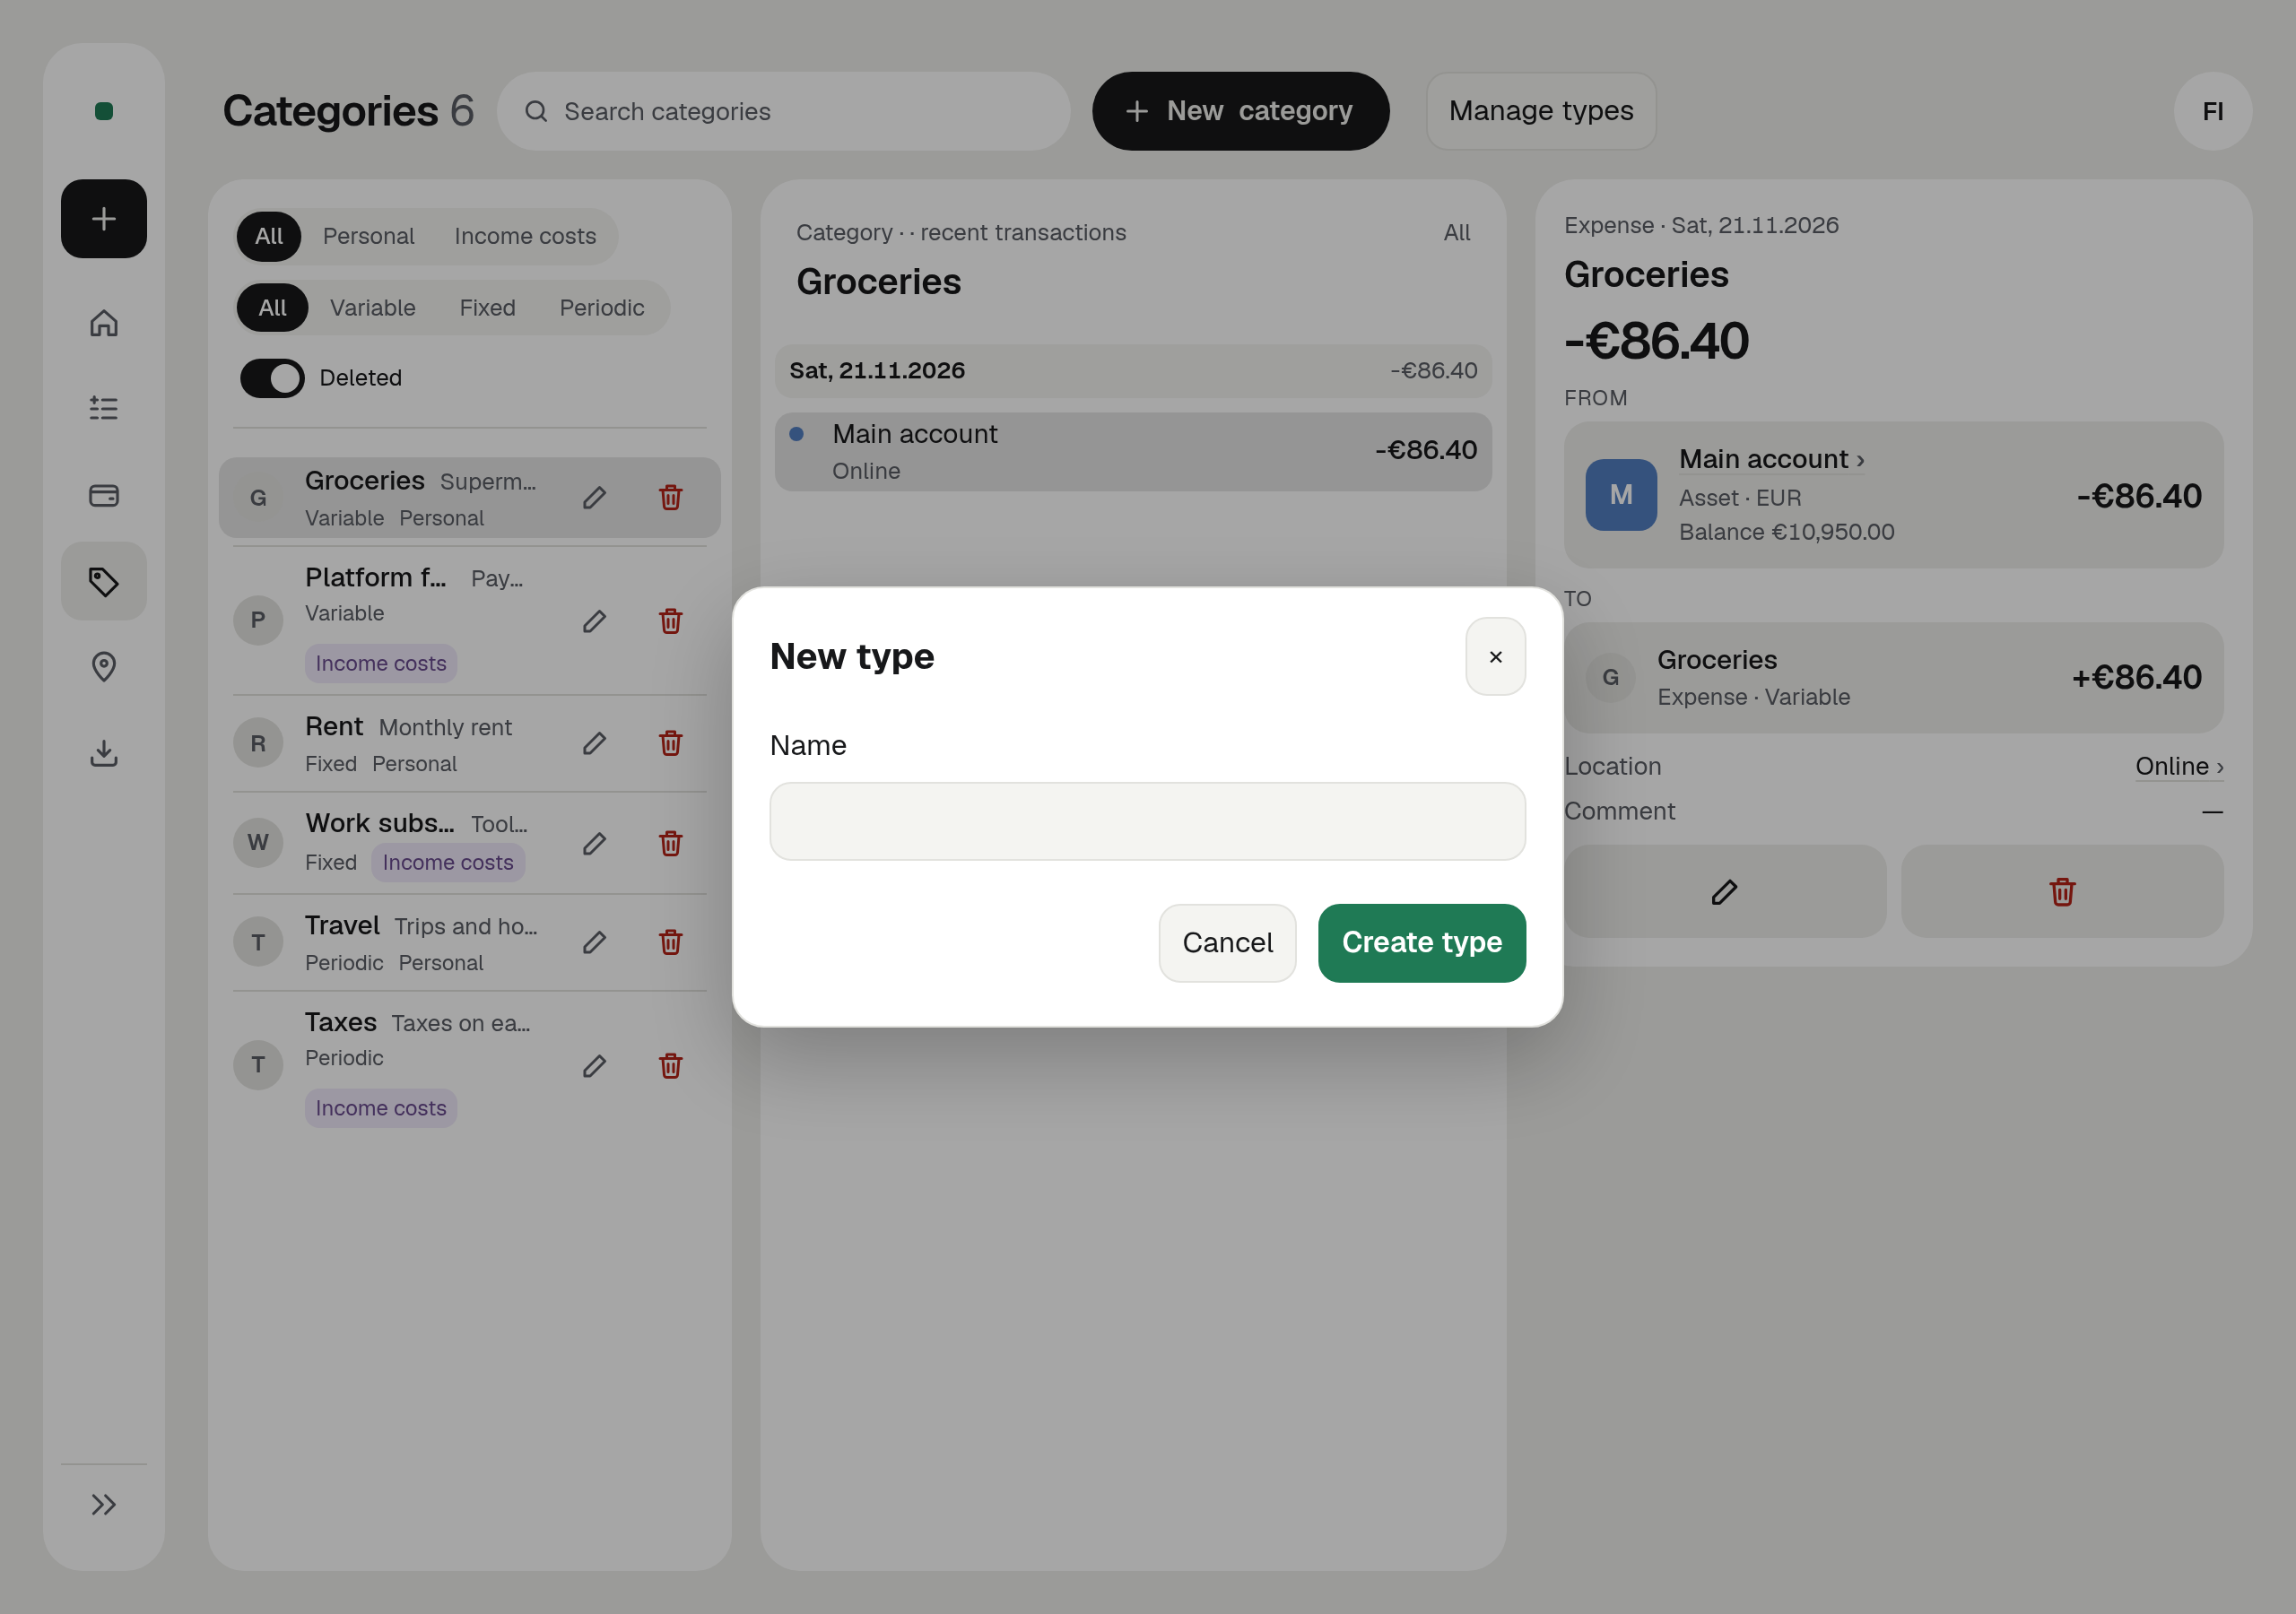 Categories 6
Search categories
New category
Manage types
FI
All Personal Income costs
All Variable Fixed Periodic
Deleted
G
Groceries Superm...
Variable Personal
P
Platform f... Pay...
Variable
Income costs
R
Rent Monthly rent
Fixed Personal
W
Work subs... Tool...
Fixed Income costs
T
Travel Trips and ho...
Periodic Personal
T
Taxes Taxes on ea...
Periodic
Income costs
Category · · recent transactions All
Groceries
Sat, 21.11.2026 -€86.40
Main account
Online
-€86.40
New type
×
Name
Cancel
Create type
Expense · Sat, 21.11.2026
Groceries
-€86.40
FROM
M
Main account ›
Asset · EUR
Balance €10,950.00
-€86.40
TO
G
Groceries
Expense · Variable
+€86.40
Location Online ›
Comment —